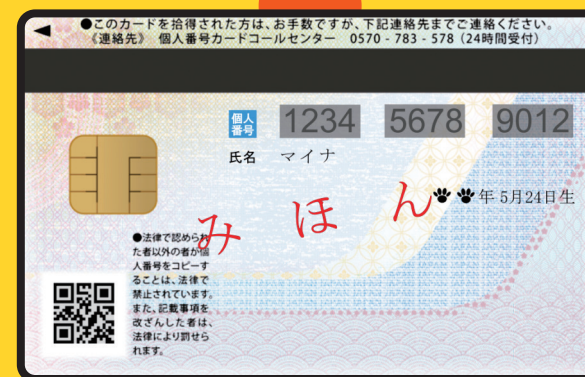 ●このカードを拾得された方は、お手数ですが、下記連絡先までご連絡ください。
《連絡先》 個人番号カードコールセンター 0570-783-578（24時間受付）
個人番号 1234 5678 9012
氏名 マイナ
年 5月24日生
みほん
●法律で認められ
た者以外の者が個
人番号をコピーす
ることは、法律で
禁止されています。
また、記載事項を
改ざんした者は、
法律により罰せら
れます。